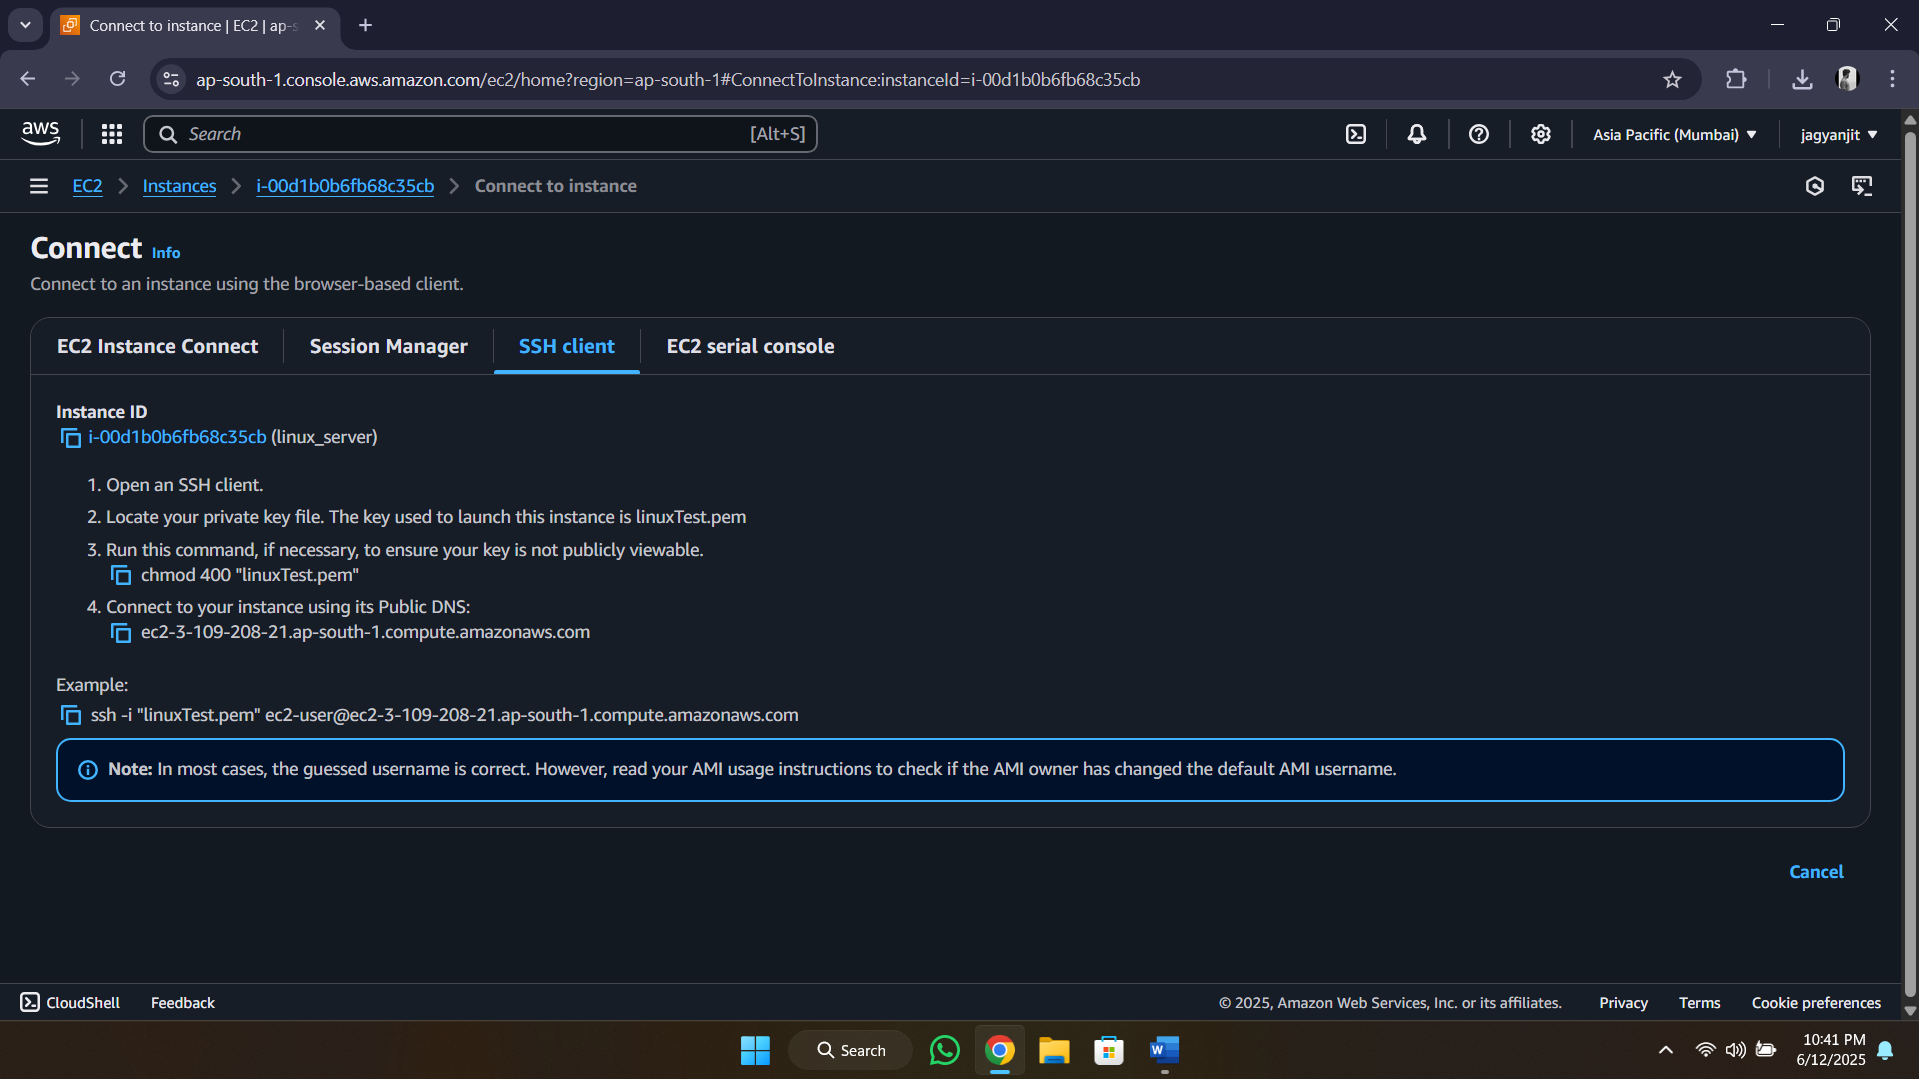 Connect to instance | EC2 | ap-s
ap-south-1.console.aws.amazon.com/ec2/home?region=ap-south-1#ConnectToInstance:instanceId=i-00d1b0b6fb68c35cb
aws
Search [Alt+S]
Asia Pacific (Mumbai)
jagyanjit
EC2 > Instances > i-00d1b0b6fb68c35cb > Connect to instance
Connect Info
Connect to an instance using the browser-based client.
EC2 Instance Connect
Session Manager
SSH client
EC2 serial console
Instance ID
i-00d1b0b6fb68c35cb (linux_server)
1. Open an SSH client.
2. Locate your private key file. The key used to launch this instance is linuxTest.pem
3. Run this command, if necessary, to ensure your key is not publicly viewable.
chmod 400 "linuxTest.pem"
4. Connect to your instance using its Public DNS:
ec2-3-109-208-21.ap-south-1.compute.amazonaws.com
Example:
ssh -i "linuxTest.pem" ec2-user@ec2-3-109-208-21.ap-south-1.compute.amazonaws.com
Note: In most cases, the guessed username is correct. However, read your AMI usage instructions to check if the AMI owner has changed the default AMI username.
Cancel
CloudShell
Feedback
© 2025, Amazon Web Services, Inc. or its affiliates.
Privacy
Terms
Cookie preferences
Search
W
10:41 PM
6/12/2025